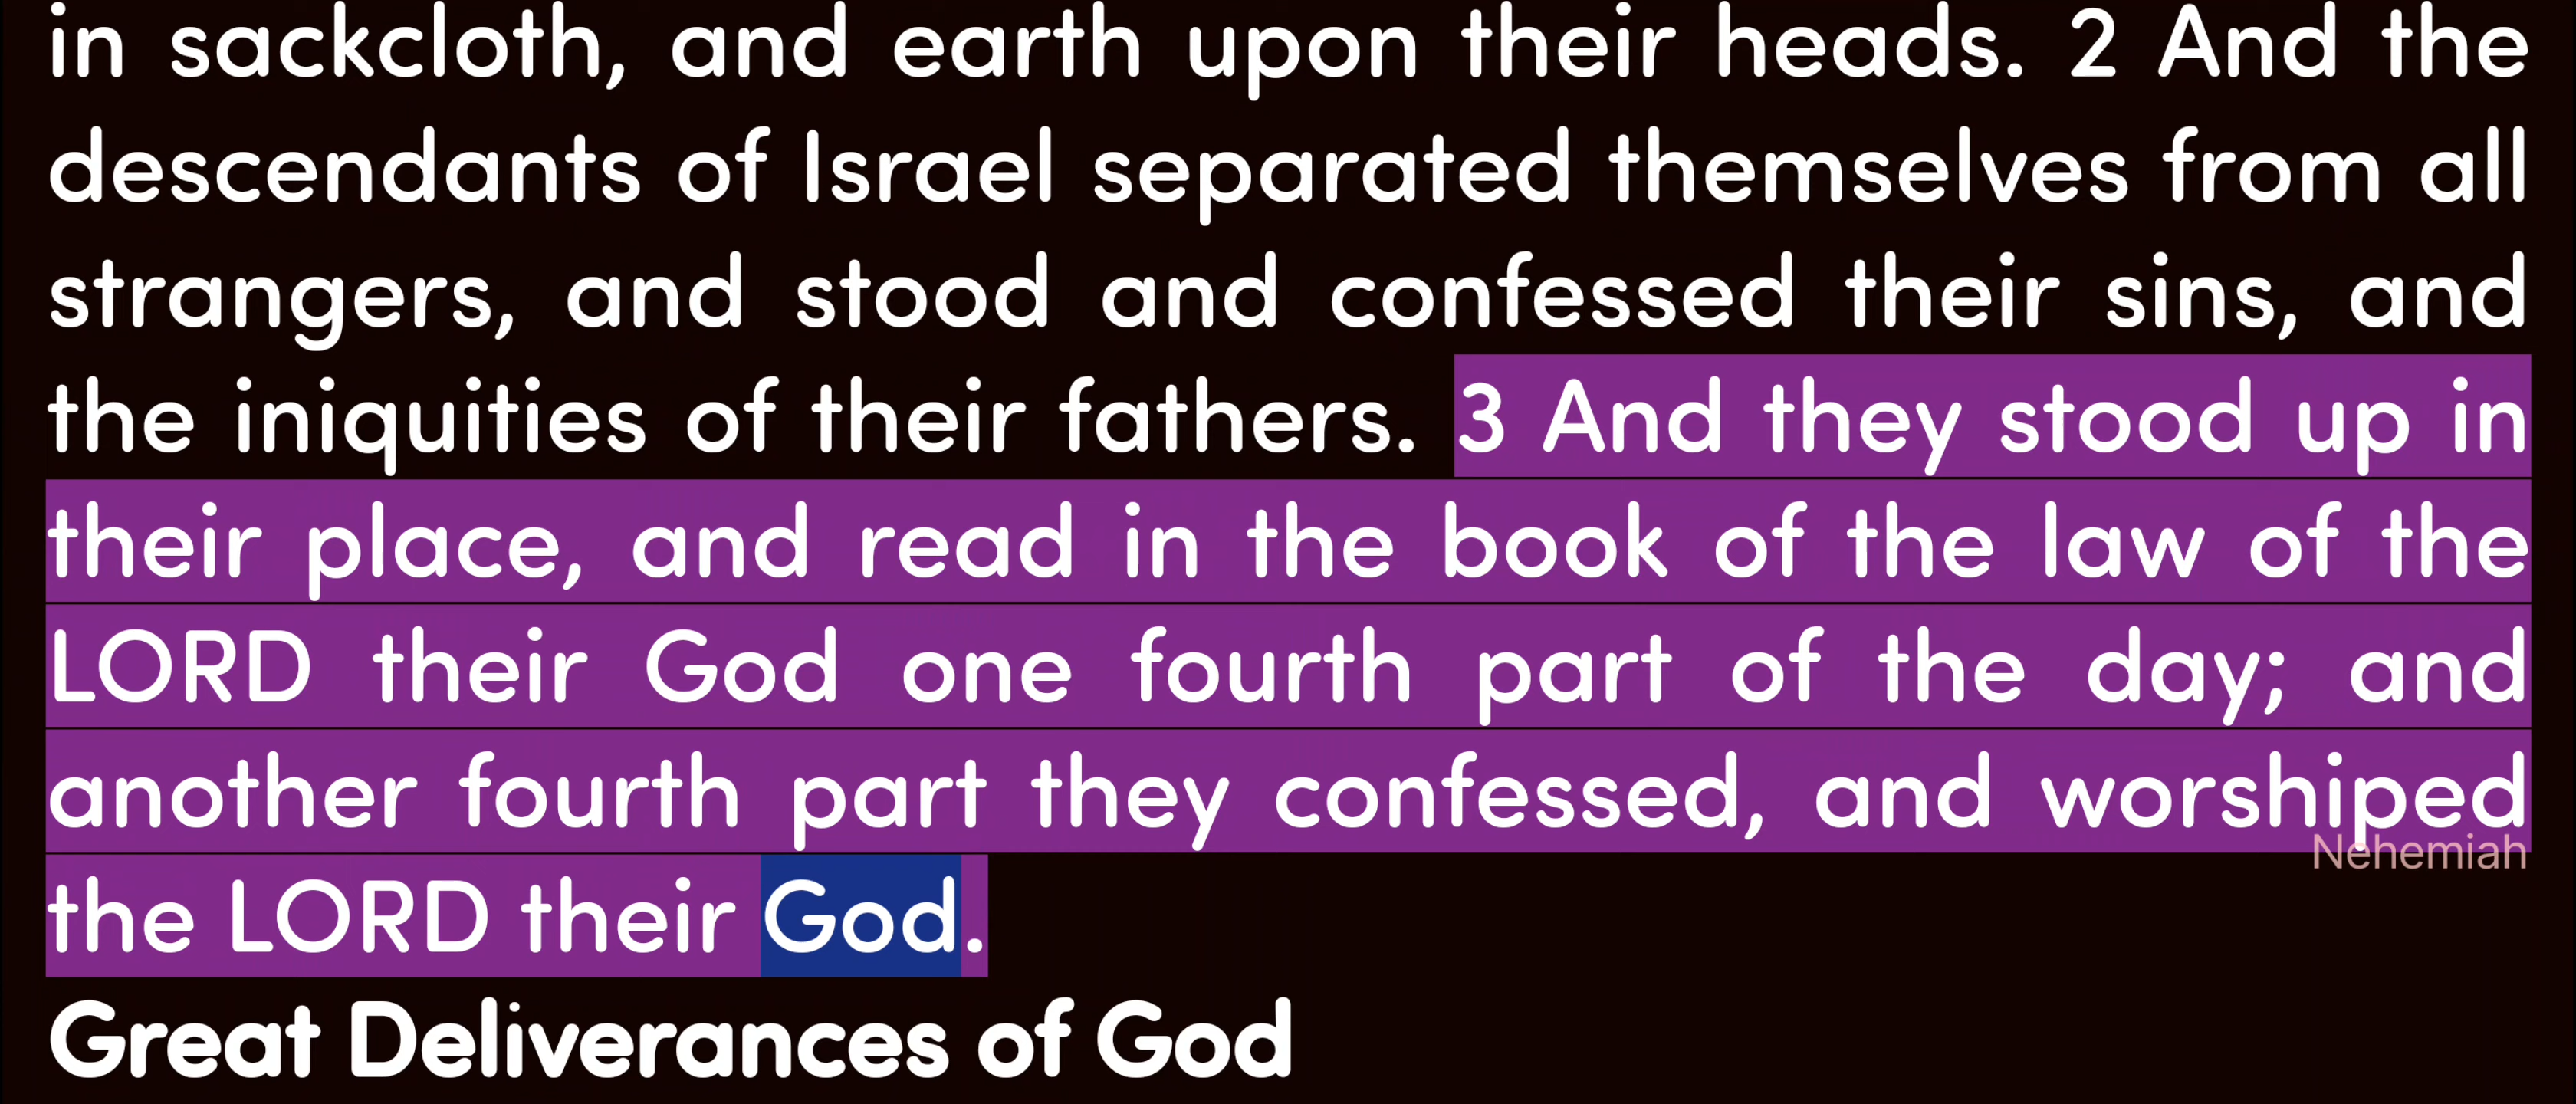 in sackcloth, and earth upon their heads. 2 And the
descendants of Israel separated themselves from all
strangers, and stood and confessed their sins, and
the iniquities of their fathers. 3 And they stood up in
their place, and read in the book of the law of the
LORD their God one fourth part of the day; and
another fourth part they confessed, and worshiped
Nehemiah
the LORD their God.
Great Deliverances of God